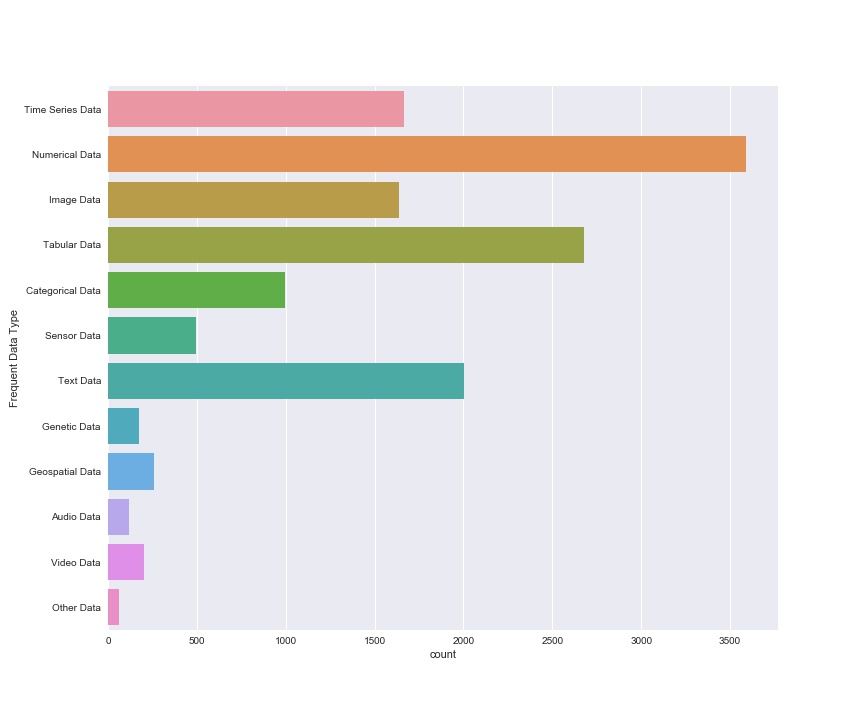 Frequent Data Type
Time Series Data
Numerical Data
Image Data
Tabular Data
Categorical Data
Sensor Data
Text Data
Genetic Data
Geospatial Data
Audio Data
Video Data
Other Data
0 500 1000 1500 2000 2500 3000 3500
count